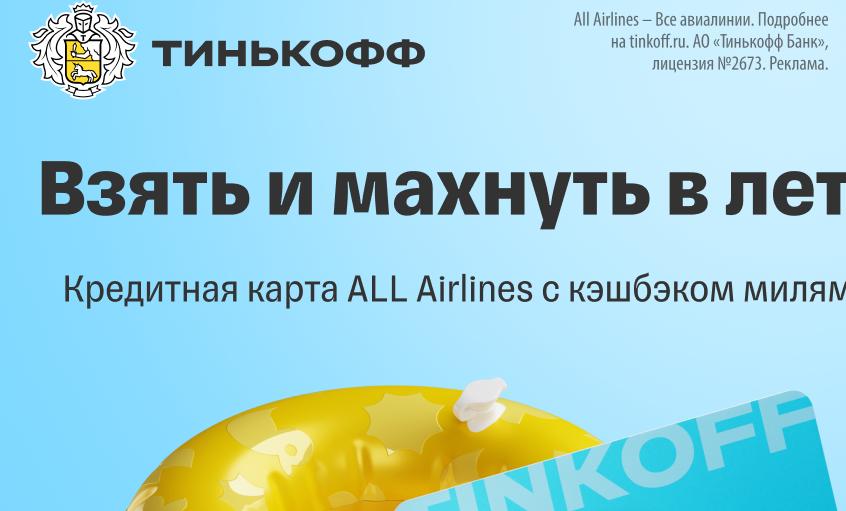 ТИНЬКОФФ
All Airlines – Все авиалинии. Подробнее
на tinkoff.ru. АО «Тинькофф Банк»,
лицензия №2673. Реклама.
Взять и махнуть в лет
Кредитная карта ALL Airlines с кэшбэком милям
TINKOFF